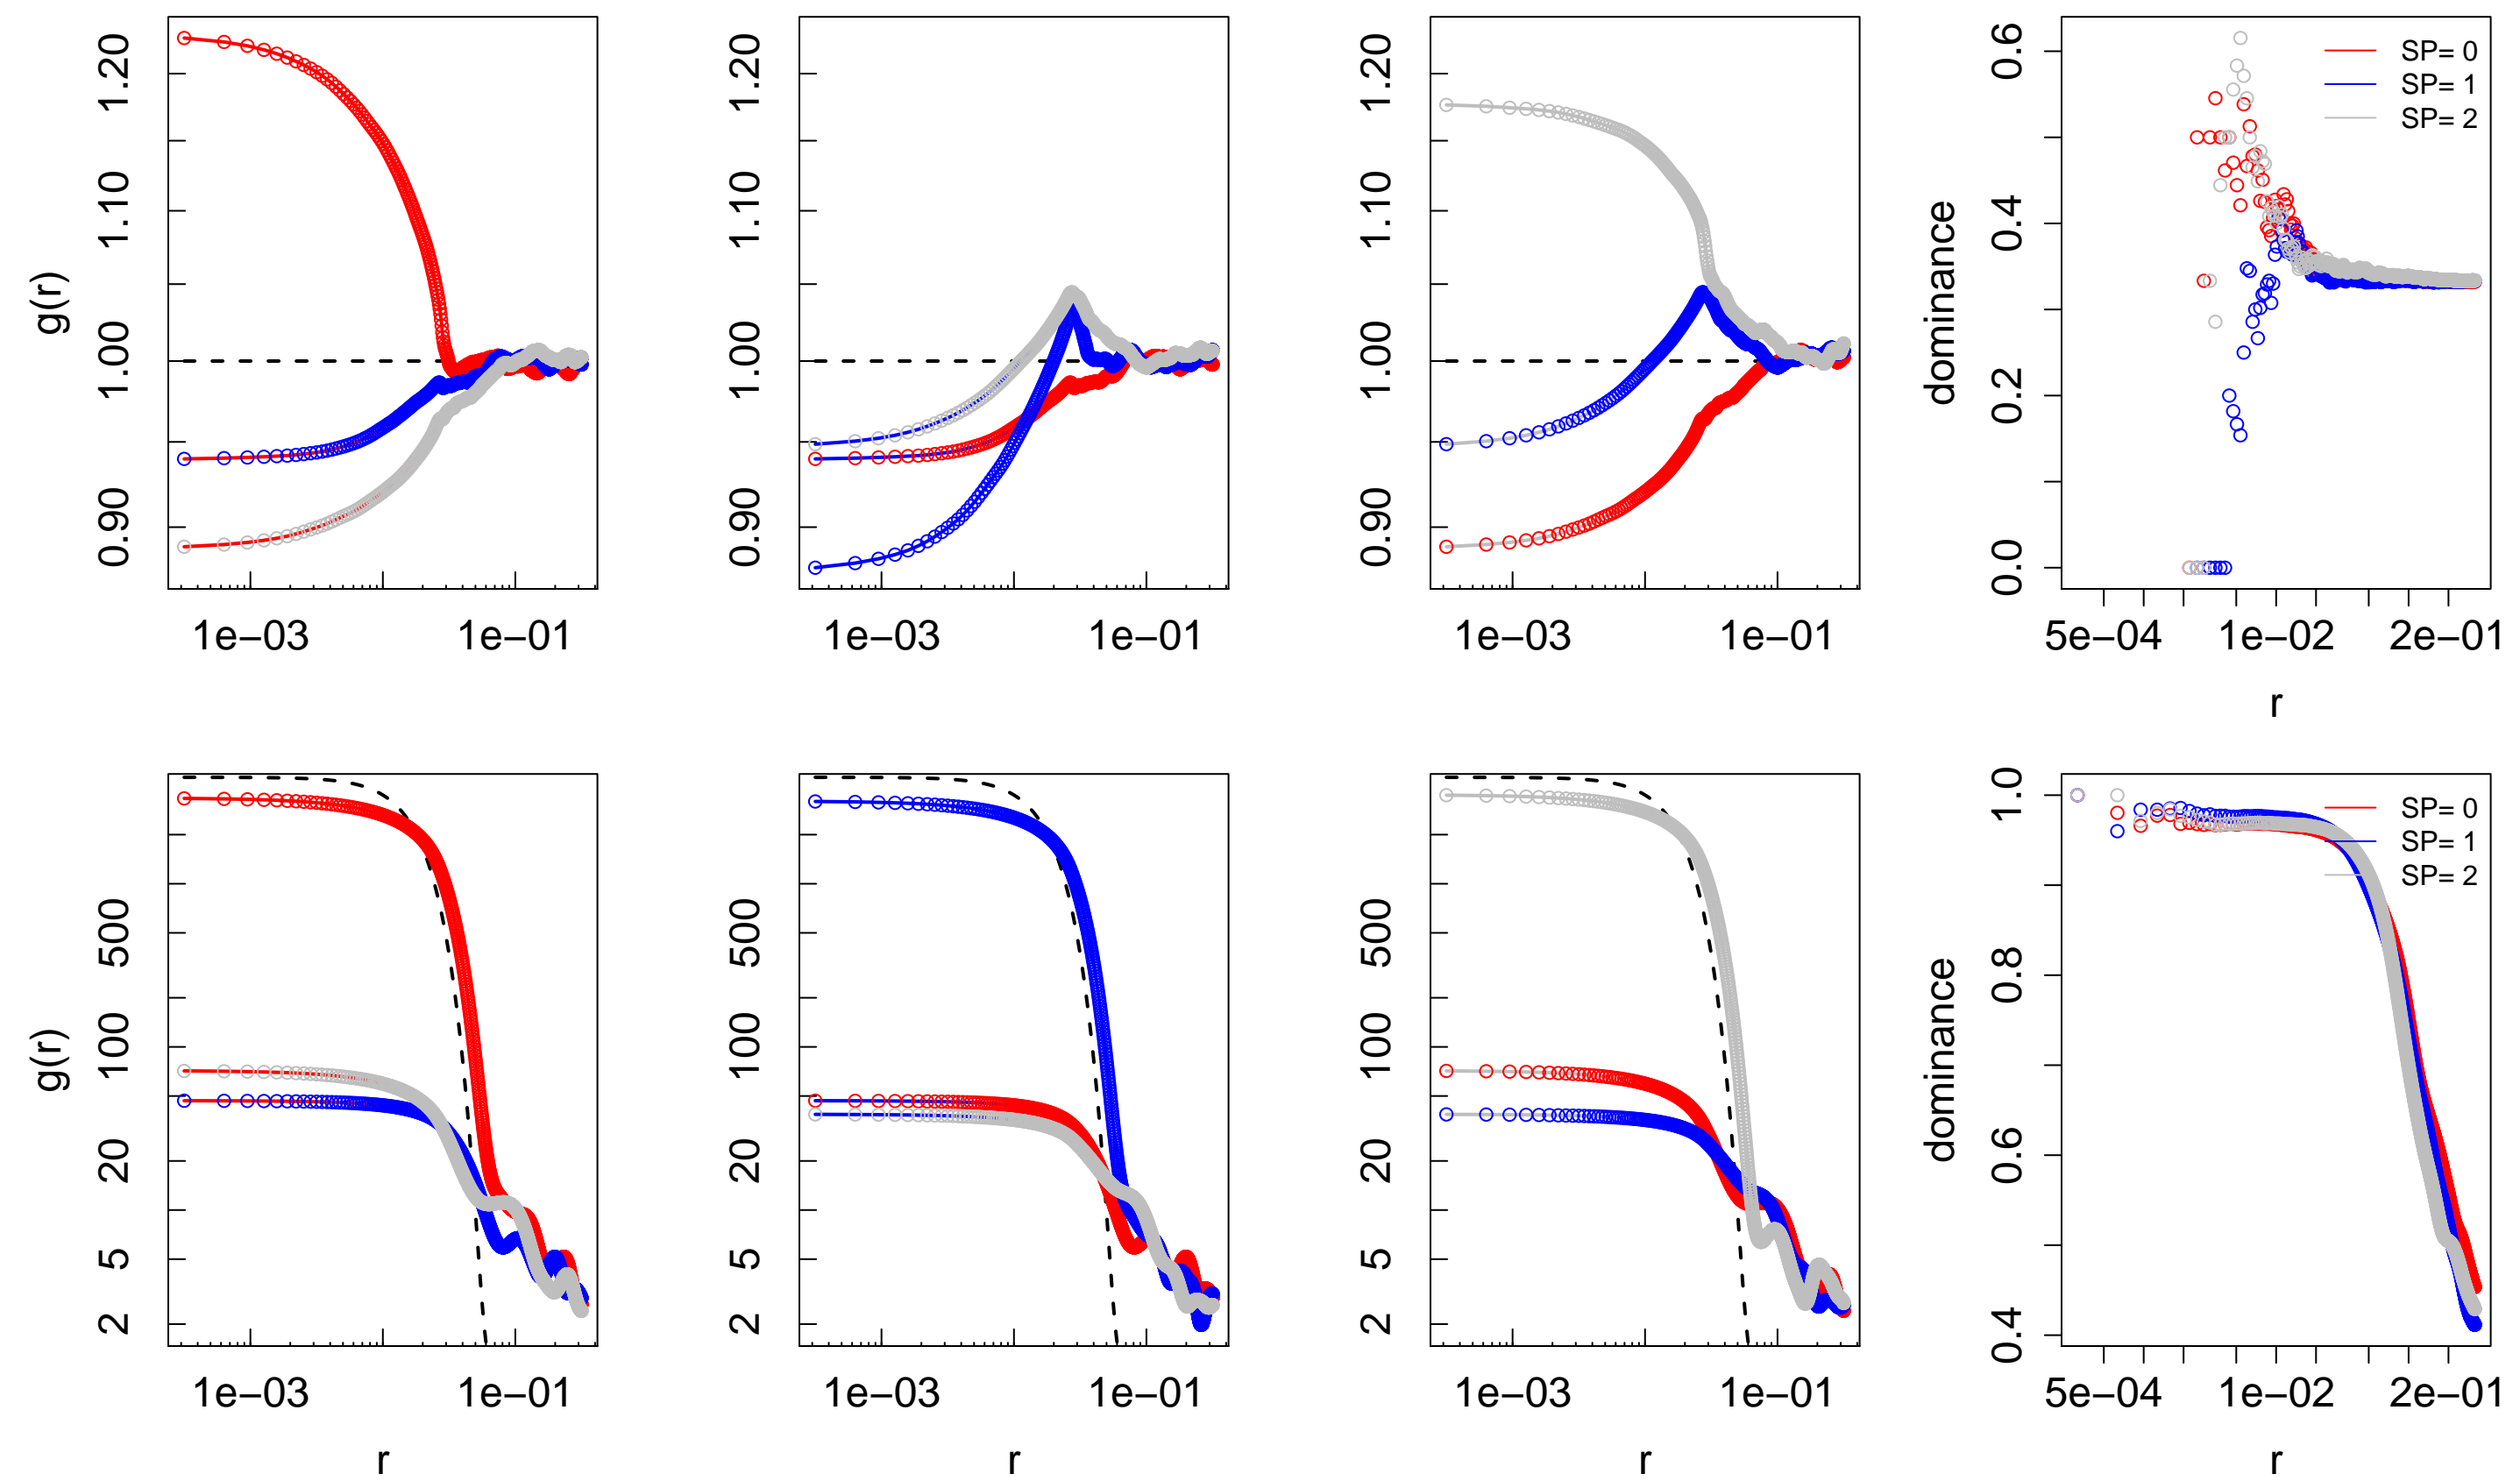 g(r)
0.90 1.00 1.10 1.20
1e−03 1e−01
0.90 1.00 1.10 1.20
1e−03 1e−01
0.90 1.00 1.10 1.20
1e−03 1e−01
dominance
0.0 0.2 0.4 0.6
5e−04 1e−02 2e−01
r
SP= 0
SP= 1
SP= 2
g(r)
2 5 20 100 500
1e−03 1e−01
r
2 5 20 100 500
1e−03 1e−01
r
2 5 20 100 500
1e−03 1e−01
r
dominance
0.4 0.6 0.8 1.0
5e−04 1e−02 2e−01
r
SP= 0
SP= 1
SP= 2